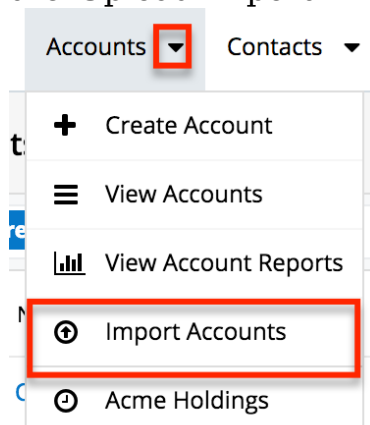 Accounts Contacts
Create Account
View Accounts
View Account Reports
Import Accounts
Acme Holdings